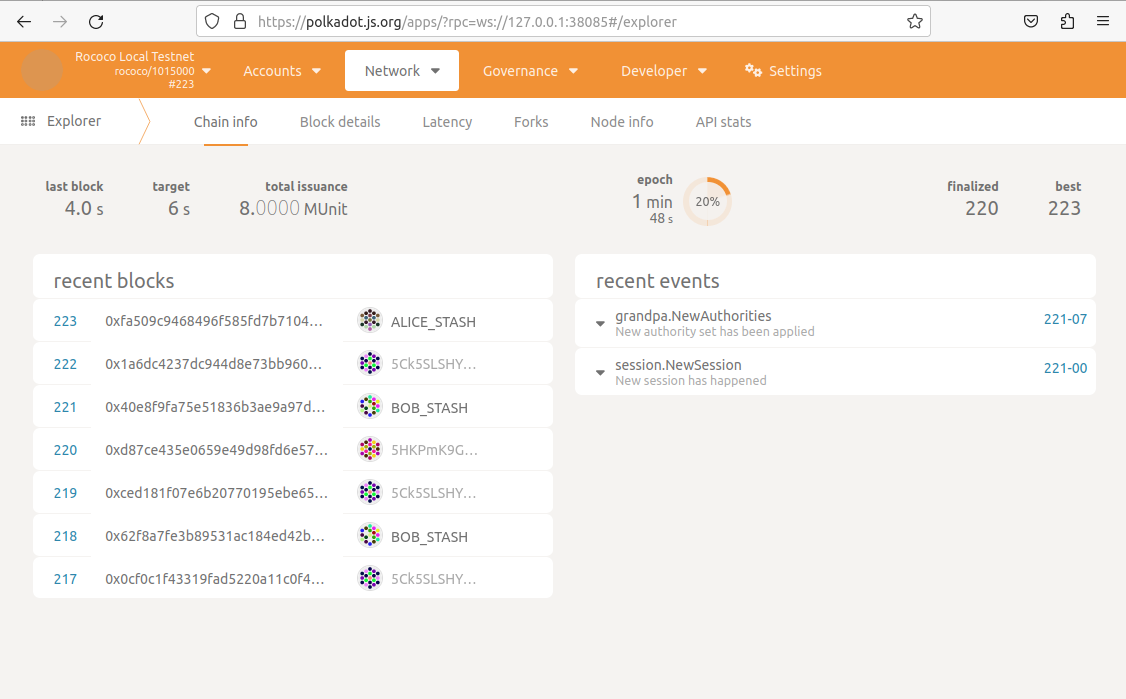 https://polkadot.js.org/apps/?rpc=ws://127.0.0.1:38085#/explorer
Rococo Local Testnet
rococo/1015000
#223
Accounts
Network
Governance
Developer
Settings
Explorer
Chain info
Block details
Latency
Forks
Node info
API stats
last block
4.0 s
target
6 s
total issuance
8.0000 MUnit
epoch
1 min
48 s
20%
finalized
220
best
223
recent blocks
223 0xfa509c9468496f585fd7b7104… ALICE_STASH
222 0x1a6dc4237dc944d8e73bb960… 5Ck5SLSHY…
221 0x40e8f9fa75e51836b3ae9a97d… BOB_STASH
220 0xd87ce435e0659e49d98fd6e57… 5HKPmK9G…
219 0xced181f07e6b20770195ebe65… 5Ck5SLSHY…
218 0x62f8a7fe3b89531ac184ed42b… BOB_STASH
217 0x0cf0c1f43319fad5220a11c0f4… 5Ck5SLSHY…
recent events
grandpa.NewAuthorities 221-07
New authority set has been applied
session.NewSession 221-00
New session has happened